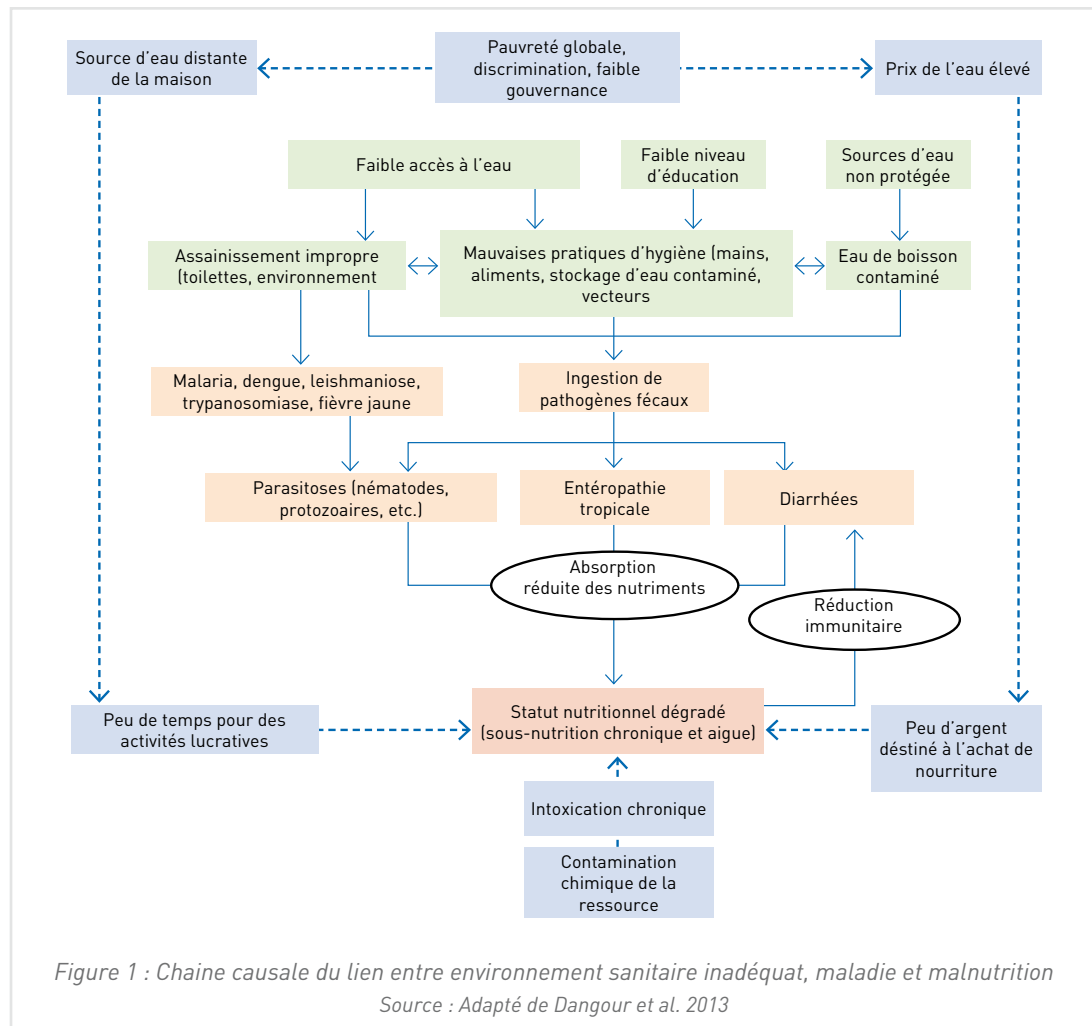 Source d'eau distante
de la maison
Pauvreté globale,
discrimination, faible
gouvernance
Prix de l'eau élevé
Faible accès à l'eau
Faible niveau
d'éducation
Sources d'eau
non protégée
Assainissement impropre
(toilettes, environnement
Mauvaises pratiques d'hygiène (mains,
aliments, stockage d'eau contaminé,
vecteurs
Eau de boisson
contaminé
Malaria, dengue, leishmaniose,
trypanosomiase, fièvre jaune
Ingestion de
pathogènes fécaux
Parasitoses (nématodes,
protozoaires, etc.)
Entéropathie
tropicale
Diarrhées
Absorption
réduite des nutriments
Réduction
immunitaire
Peu de temps pour des
activités lucratives
Statut nutritionnel dégradé
(sous-nutrition chronique et aigue)
Peu d'argent
déstiné à l'achat de
nourriture
Intoxication chronique
Contamination
chimique de la
ressource
Figure 1 : Chaine causale du lien entre environnement sanitaire inadéquat, maladie et malnutrition
Source : Adapté de Dangour et al. 2013